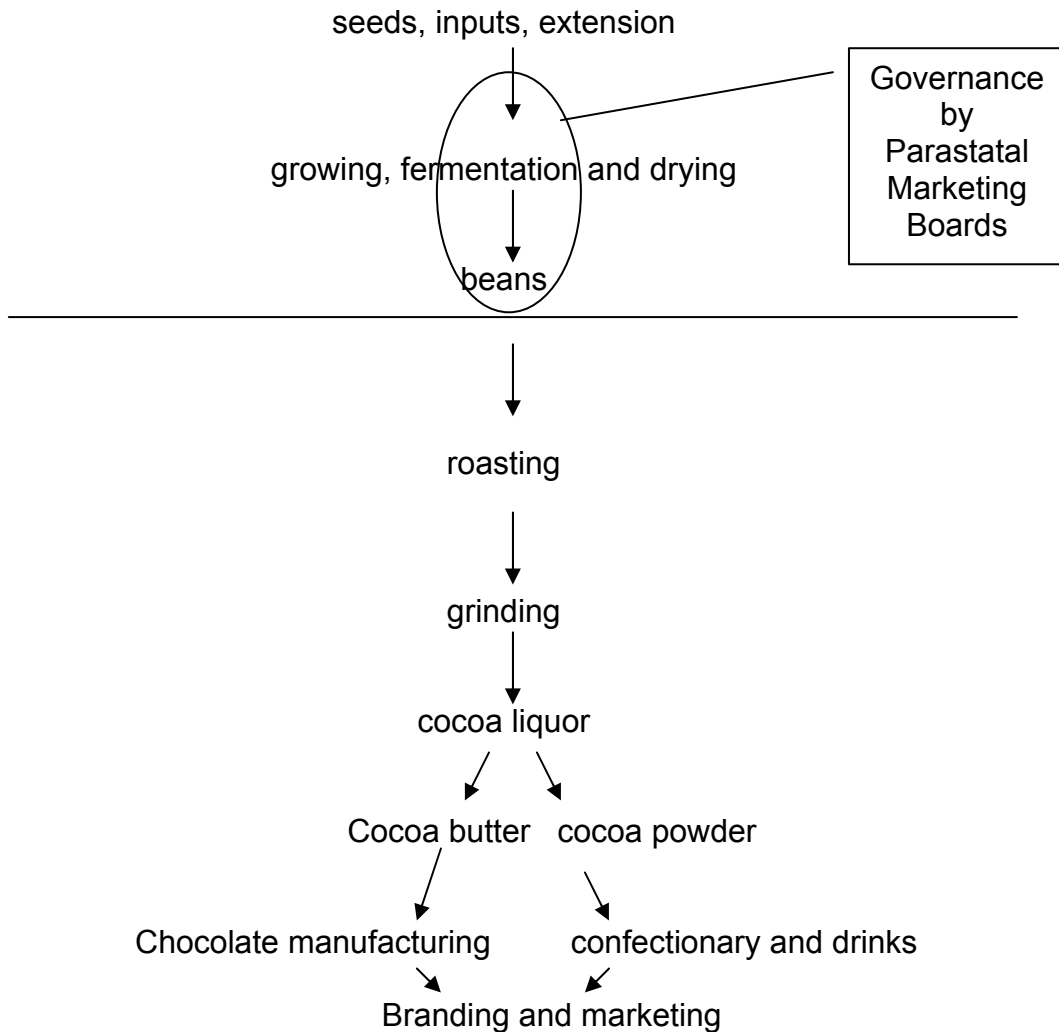 seeds, inputs, extension
Governance
by
Parastatal
Marketing
Boards
growing, fermentation and drying
beans
roasting
grinding
cocoa liquor
Cocoa butter cocoa powder
Chocolate manufacturing confectionary and drinks
Branding and marketing